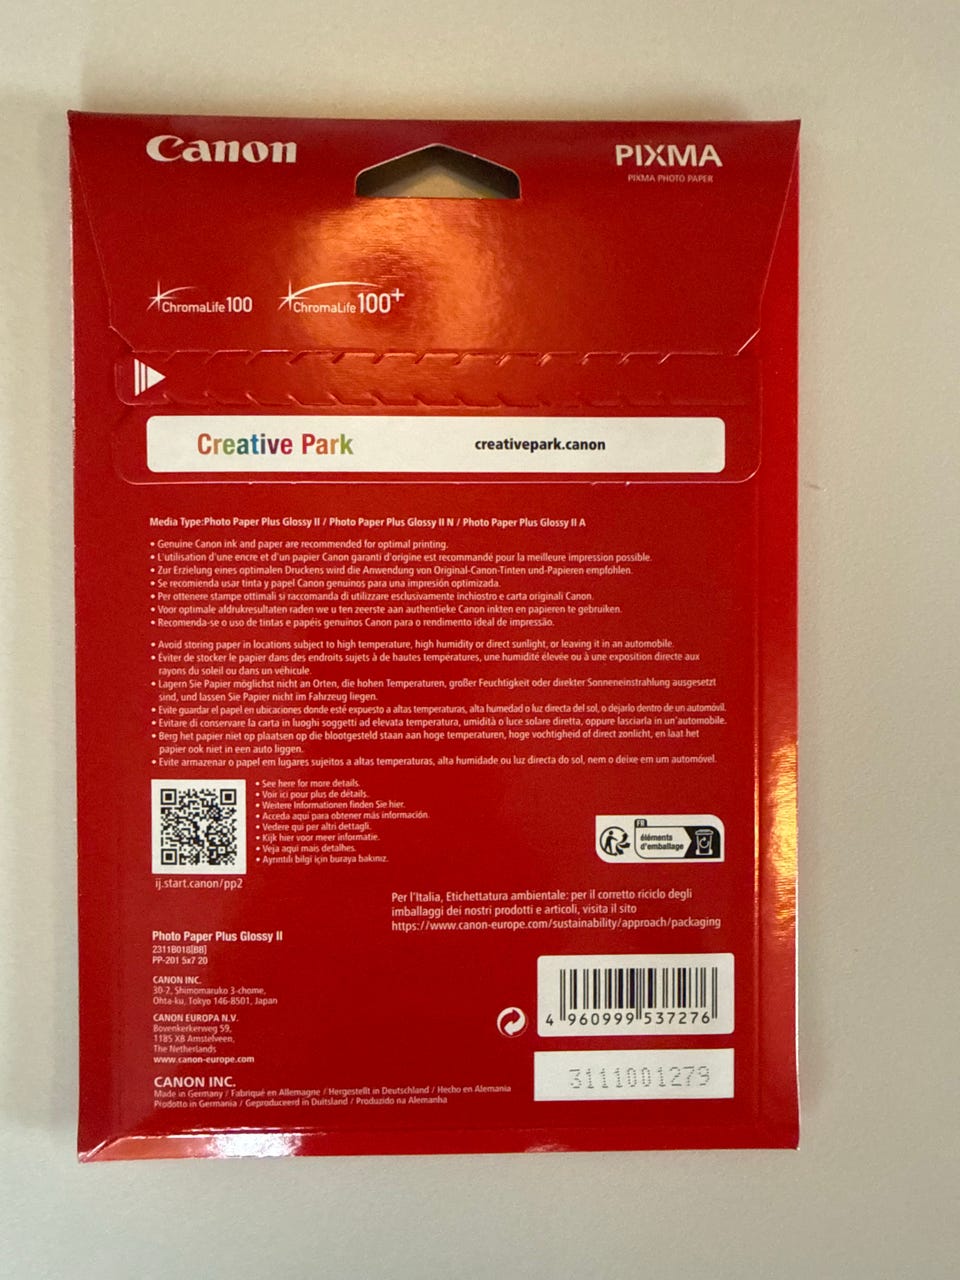 Canon
PIXMA
PIXMA PHOTO PAPER
ChromaLife100
ChromaLife100+
Creative Park
creativepark.canon
Media Type:Photo Paper Plus Glossy II / Photo Paper Plus Glossy II N / Photo Paper Plus Glossy II A
• Genuine Canon ink and paper are recommended for optimal printing.
• L'utilisation d'une encre et d'un papier Canon garanti d'origine est recommandé pour la meilleure impression possible.
• Zur Erzielung eines optimalen Druckens wird die Anwendung von Original-Canon-Tinten und-Papieren empfohlen.
• Se recomienda usar tinta y papel Canon genuinos para una impresión optimizada.
• Per ottenere stampe ottimali si raccomanda di utilizzare esclusivamente inchiostro e carta originali Canon.
• Voor optimale afdrukresultaten raden we u ten zeerste aan authentieke Canon inkten en papieren te gebruiken.
• Recomenda-se o uso de tintas e papéis genuínos Canon para o rendimento ideal de impressão.
• Avoid storing paper in locations subject to high temperature, high humidity or direct sunlight, or leaving it in an automobile.
• Éviter de stocker le papier dans des endroits sujets à de hautes températures, une humidité élevée ou à une exposition directe aux
rayons du soleil ou dans un véhicule.
• Lagern Sie Papier möglichst nicht an Orten, die hohen Temperaturen, großer Feuchtigkeit oder direkter Sonneneinstrahlung ausgesetzt
sind, und lassen Sie Papier nicht im Fahrzeug liegen.
• Evite guardar el papel en ubicaciones donde esté expuesto a altas temperaturas, alta humedad o luz directa del sol, o dejarlo dentro de un automóvil.
• Evitare di conservare la carta in luoghi soggetti ad elevata temperatura, umidità o luce solare diretta, oppure lasciarla in un'automobile.
• Berg het papier niet op plaatsen op die blootgesteld staan aan hoge temperaturen, hoge vochtigheid of direct zonlicht, en laat het
papier ook niet in een auto liggen.
• Evite armazenar o papel em lugares sujeitos a altas temperaturas, alta humidade ou luz directa do sol, nem o deixe em um automóvel.
• See here for more details.
• Voir ici pour plus de détails.
• Weitere Informationen finden Sie hier.
• Acceda aquí para obtener más información.
• Vedere qui per altri dettagli.
• Kijk hier voor meer informatie.
• Veja aqui mais detalhes.
• Ayrıntılı bilgi için buraya bakınız.
ij.start.canon/pp2
FR
éléments
d'emballage
Per l'Italia, Etichettatura ambientale: per il corretto riciclo degli
imballaggi dei nostri prodotti e articoli, visita il sito
https://www.canon-europe.com/sustainability/approach/packaging
Photo Paper Plus Glossy II
2311B018[BB]
PP-201 5x7 20
CANON INC.
30-2, Shimomaruko 3-chome,
Ohta-ku, Tokyo 146-8501, Japan
CANON EUROPA N.V.
Bovenkerkerweg 59,
1185 XB Amstelveen,
The Netherlands
www.canon-europe.com
CANON INC.
Made in Germany / Fabriqué en Allemagne / Hergestellt in Deutschland / Hecho en Alemania
Prodotto in Germania / Geproduceerd in Duitsland / Produzido na Alemanha
4 960999 537276
3111001279